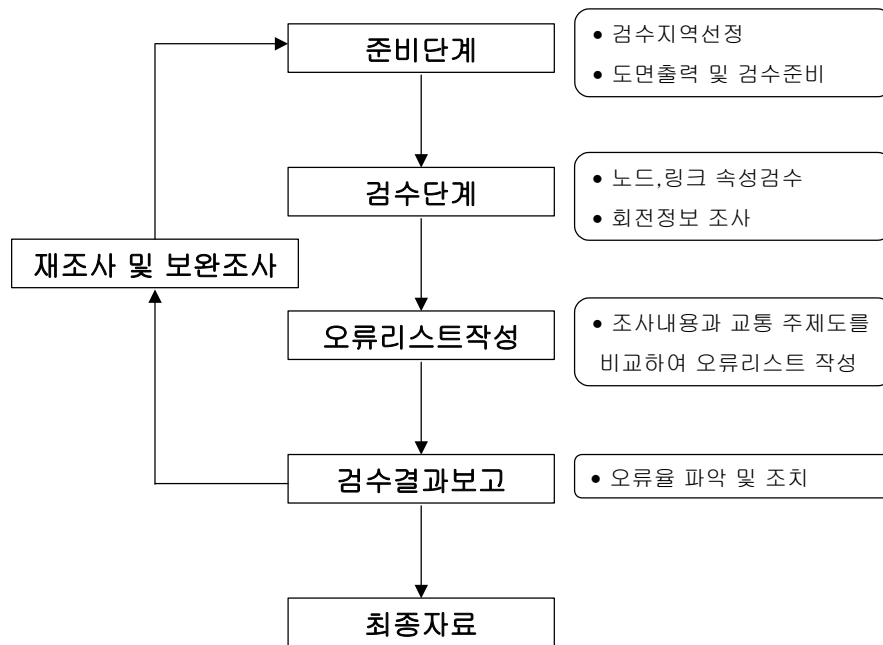 준비단계
• 검수지역선정
• 도면출력 및 검수준비
검수단계
• 노드,링크 속성검수
• 회전정보 조사
재조사 및 보완조사
오류리스트작성
• 조사내용과 교통 주제도를
비교하여 오류리스트 작성
검수결과보고
• 오류율 파악 및 조치
최종자료